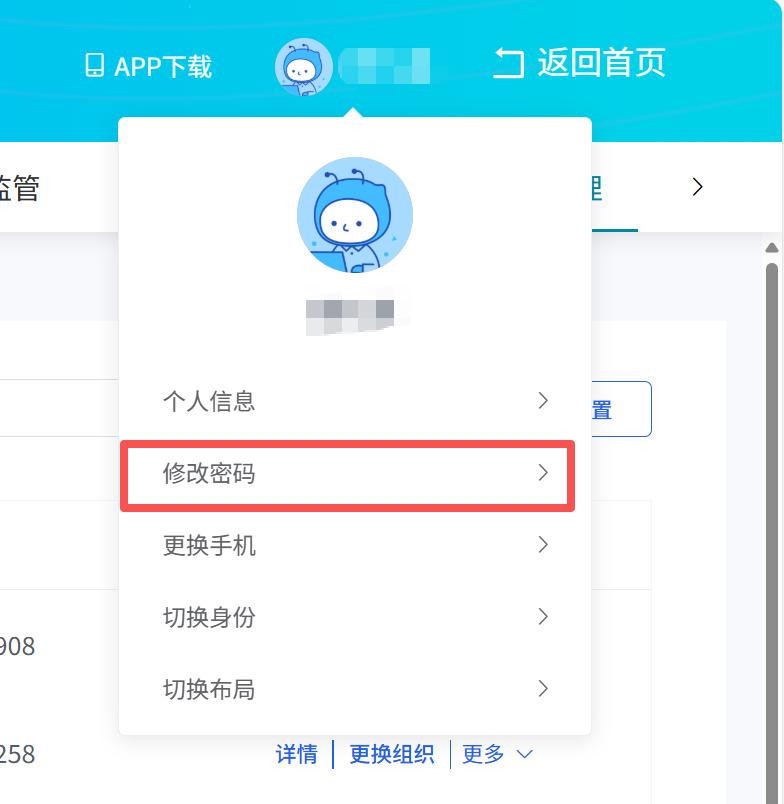 APP下载
返回首页
监管
理
个人信息
置
修改密码
更换手机
切换身份
908
切换布局
258
详情
更换组织
更多